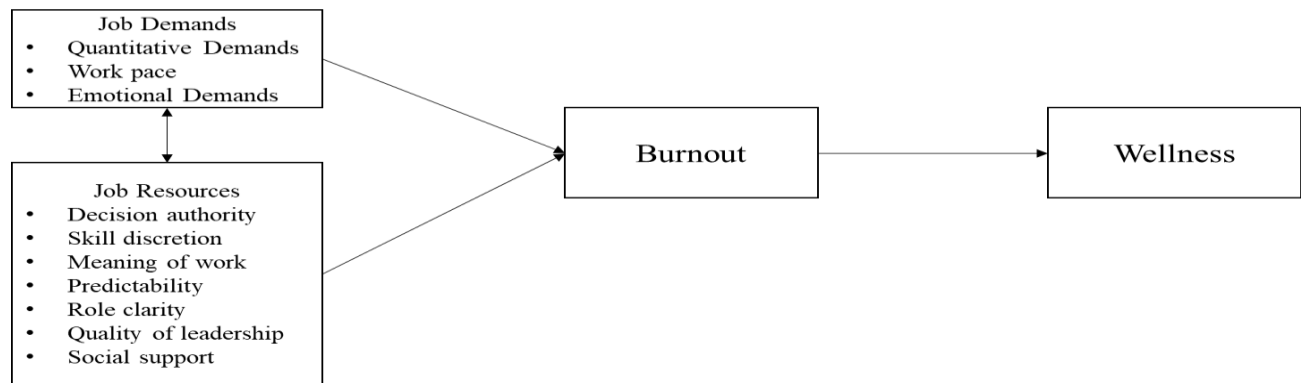 Job Demands
• Quantitative Demands
• Work pace
• Emotional Demands
Job Resources
• Decision authority
• Skill discretion
• Meaning of work
• Predictability
• Role clarity
• Quality of leadership
• Social support
Burnout
Wellness